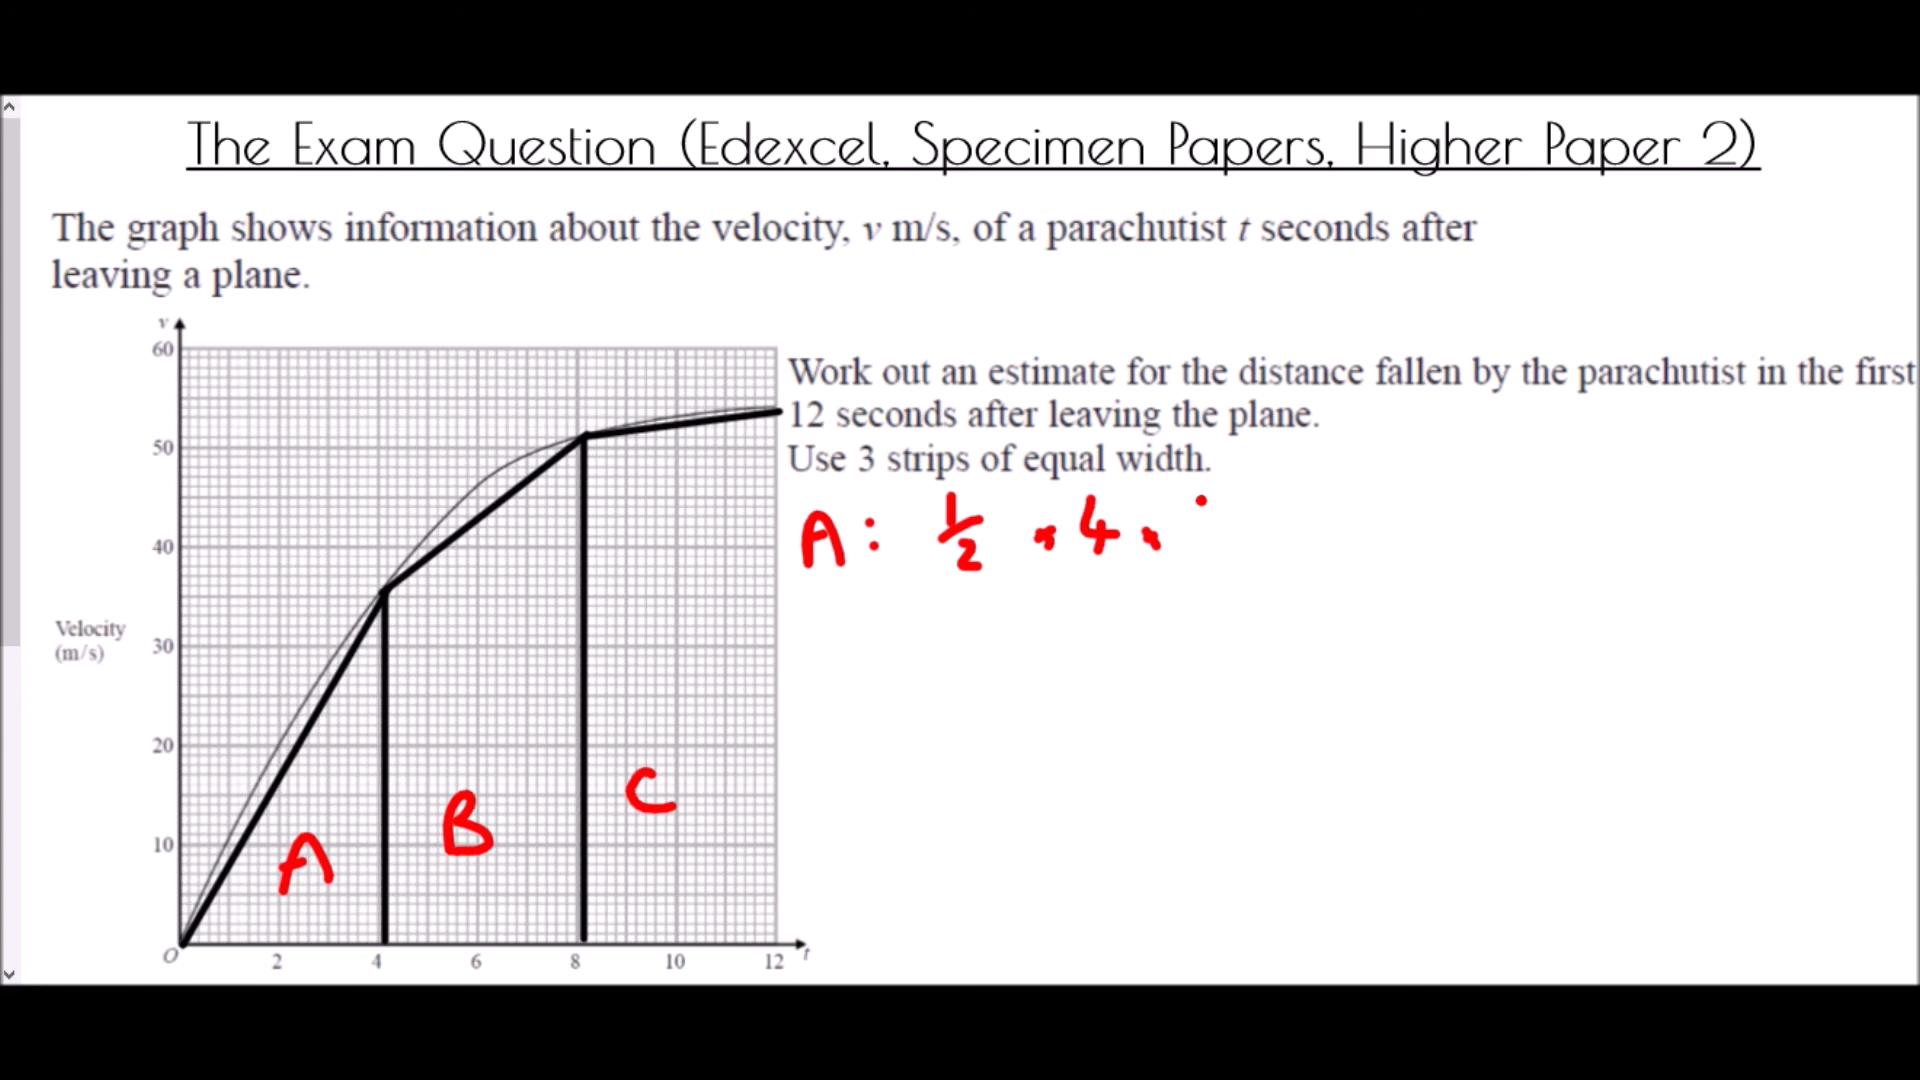 The Exam Question (Edexcel, Specimen Papers, Higher Paper 2)
The graph shows information about the velocity, v m/s, of a parachutist t seconds after
leaving a plane.
v
60
50
40
30
20
10
O
Velocity
(m/s)
2 4 6 8 10 12 t
A
B
C
Work out an estimate for the distance fallen by the parachutist in the first
12 seconds after leaving the plane.
Use 3 strips of equal width.
A: 1/2 × 4 ×